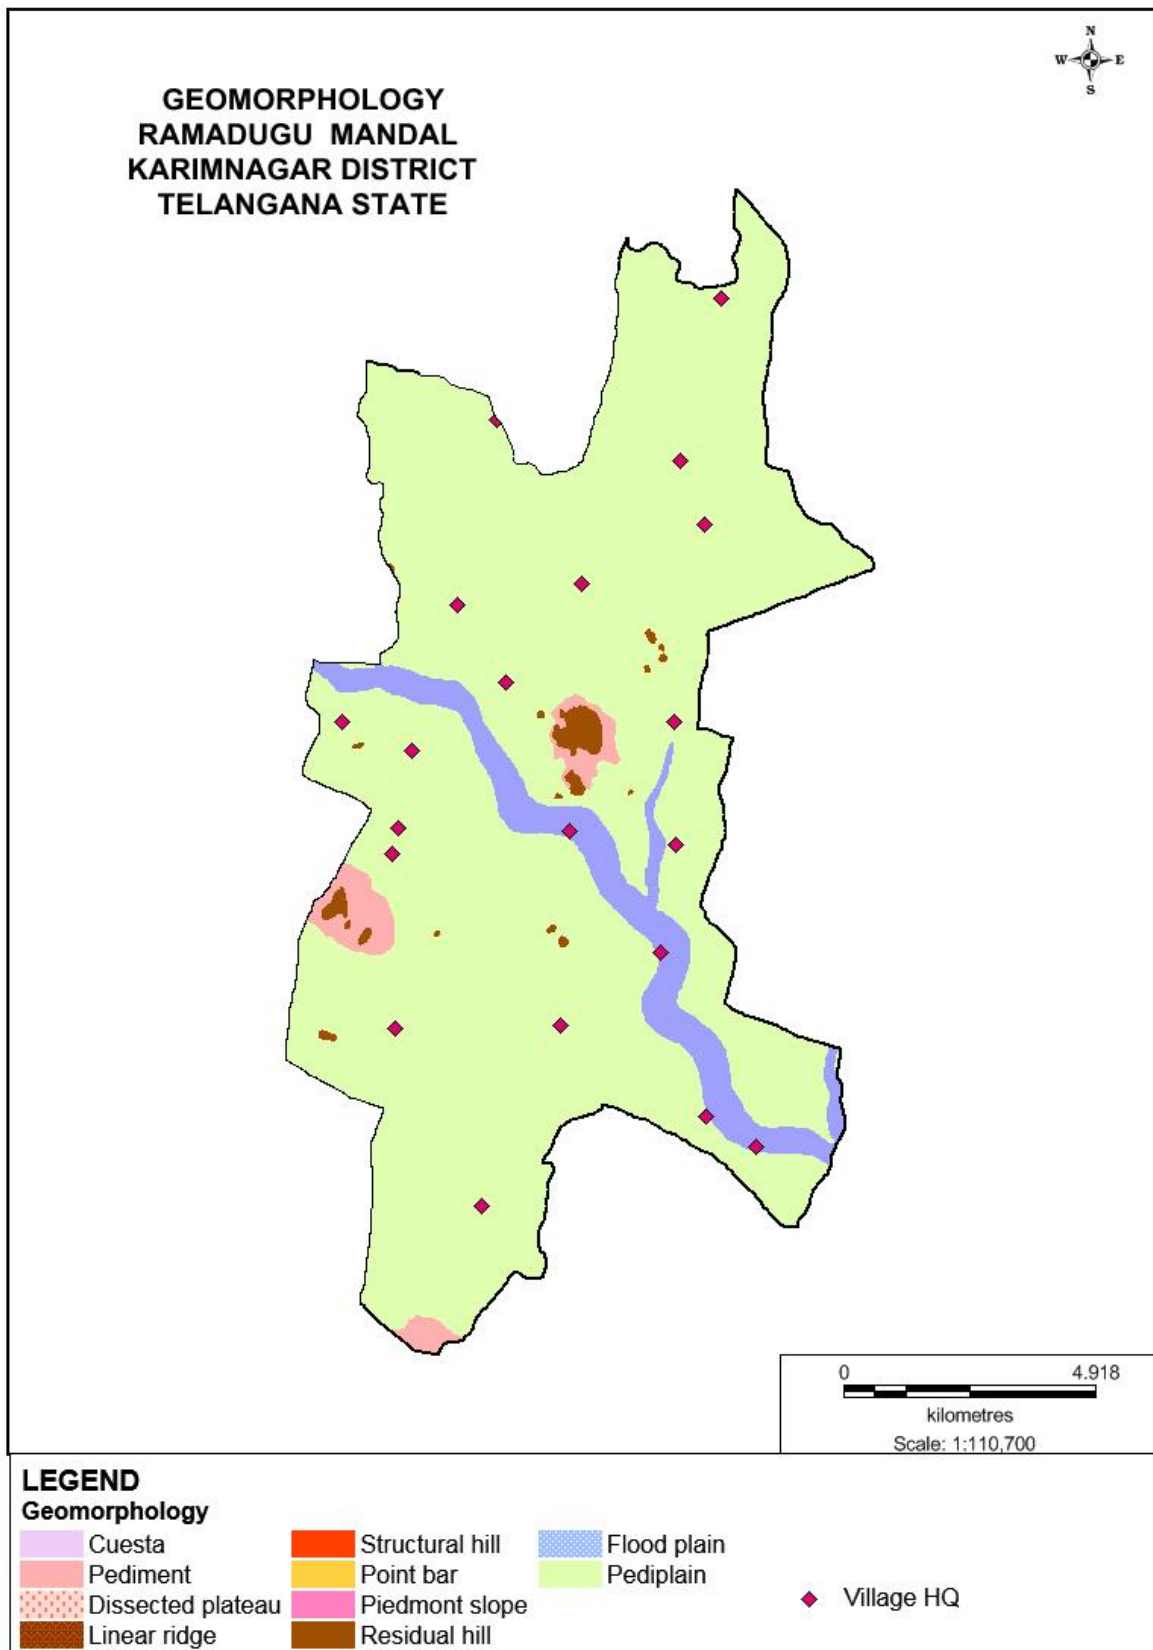 N
W E
S
GEOMORPHOLOGY
RAMADUGU MANDAL
KARIMNAGAR DISTRICT
TELANGANA STATE
0 4.918
kilometres
Scale: 1:110,700
LEGEND
Geomorphology
Cuesta
Pediment
Dissected plateau
Linear ridge
Structural hill
Point bar
Piedmont slope
Residual hill
Flood plain
Pediplain
Village HQ